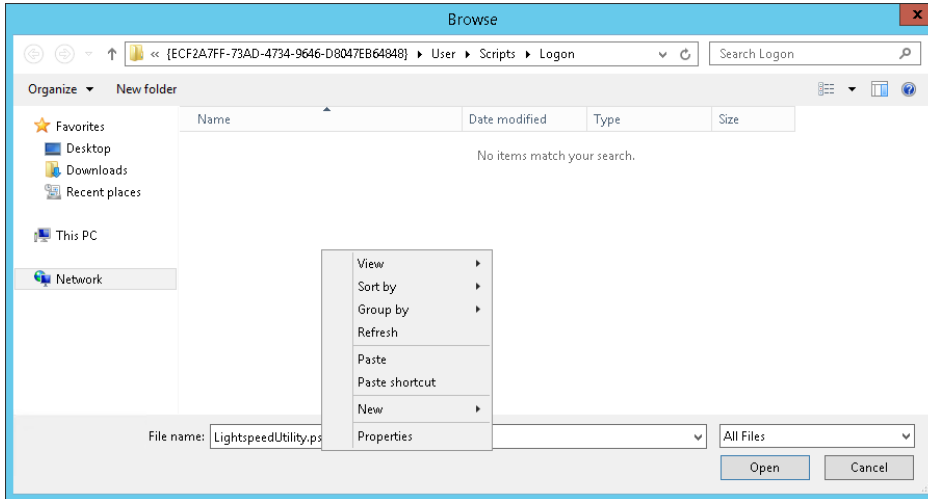 Browse
x
« {ECF2A7FF-73AD-4734-9646-D8047EB64848} ▸ User ▸ Scripts ▸ Logon
Search Logon
Organize
New folder
Name Date modified Type Size
No items match your search.
Favorites
Desktop
Downloads
Recent places
This PC
Network
View
Sort by
Group by
Refresh
Paste
Paste shortcut
New
Properties
File name: LightspeedUtility.ps
All Files
Open Cancel